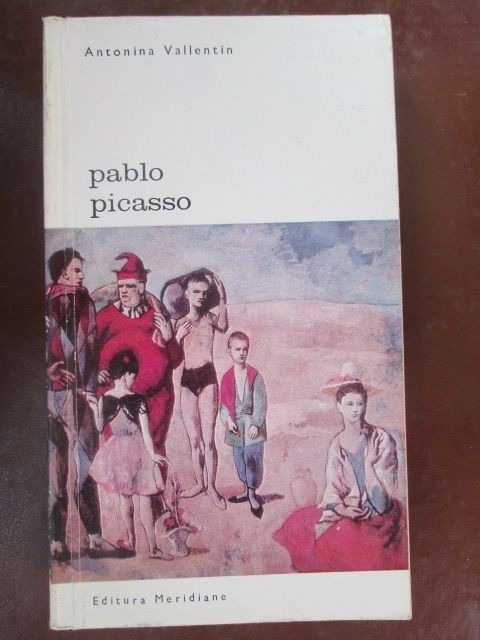 Antonina Vallentin
pablo
picasso
Editura Meridiane